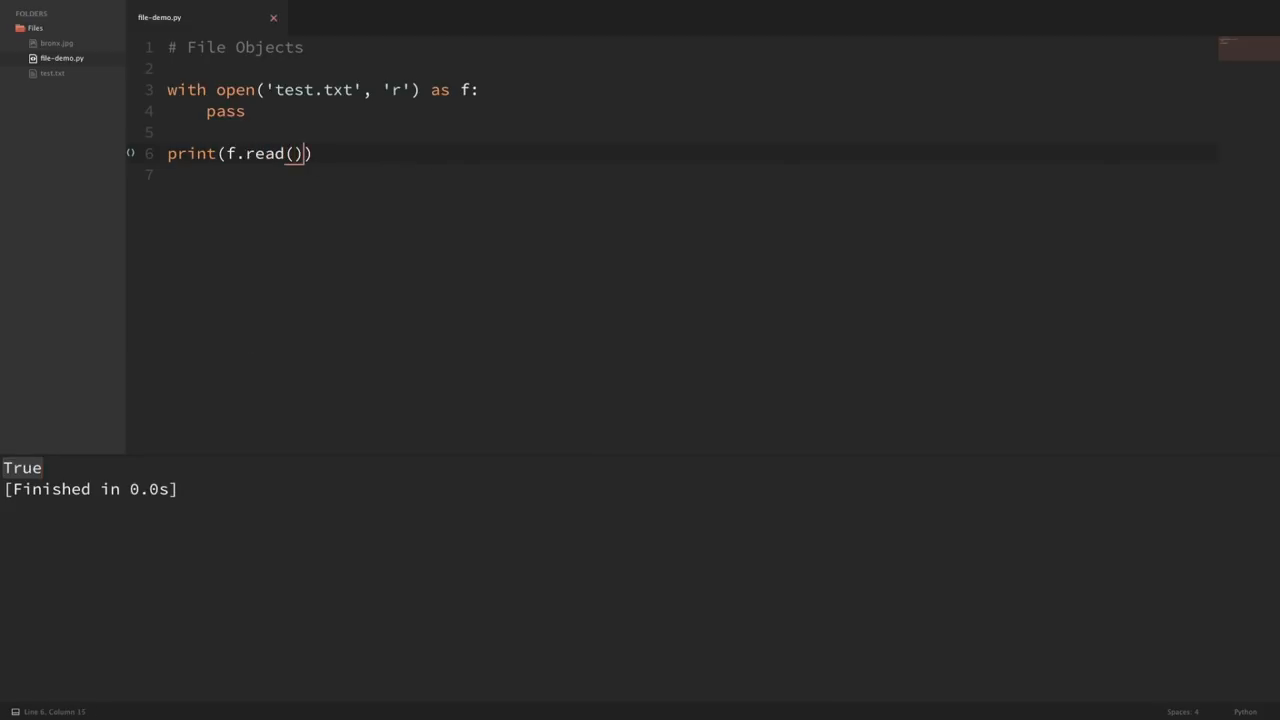 FOLDERS
Files
bronx.jpg
file-demo.py
test.txt
file-demo.py
1 # File Objects
2
3 with open('test.txt', 'r') as f:
4     pass
5
() 6 print(f.read())
7
True
[Finished in 0.0s]
Line 6, Column 15
Spaces: 4
Python